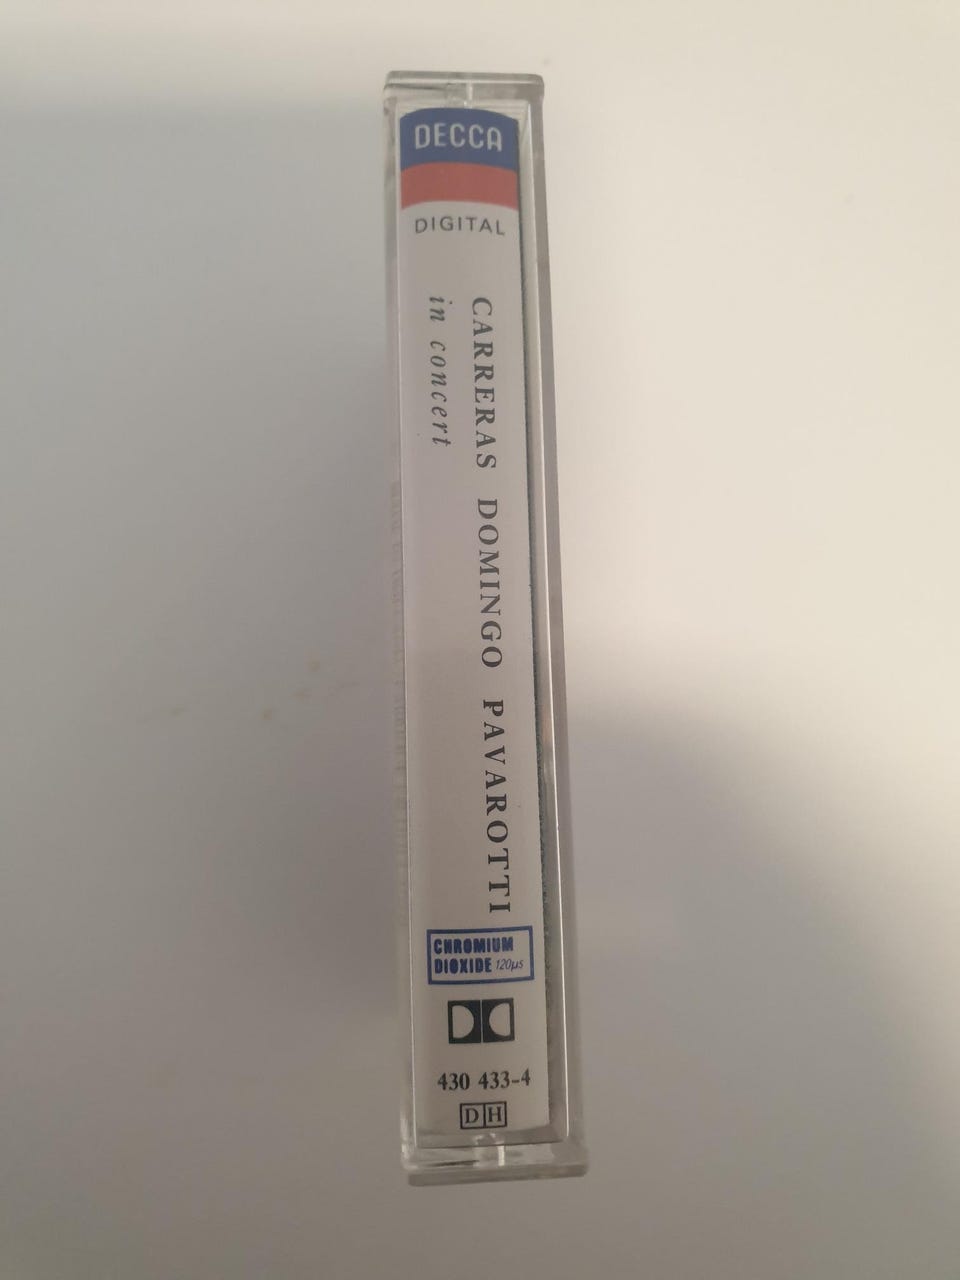 DECCA
DIGITAL
CARRERAS DOMINGO PAVAROTTI
in concert
CHROMIUM
DIOXIDE 120µs
430 433-4
DH